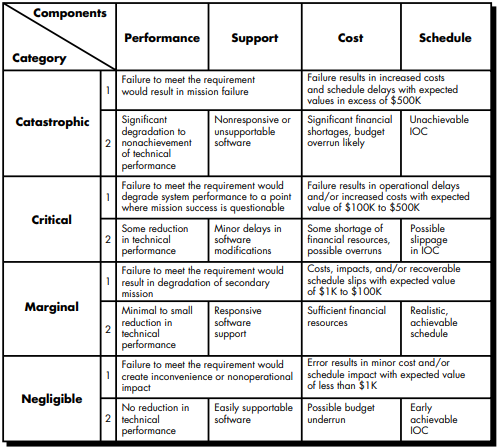 Components
Category
Performance
Support
Cost
Schedule
Catastrophic
1
Failure to meet the requirement
would result in mission failure
Failure results in increased costs
and schedule delays with expected
values in excess of $500K
2
Significant
degradation to
nonachievement
of technical
performance
Nonresponsive or
unsupportable
software
Significant financial
shortages, budget
overrun likely
Unachievable
IOC
Critical
1
Failure to meet the requirement would
degrade system performance to a point
where mission success is questionable
Failure results in operational delays
and/or increased costs with expected
value of $100K to $500K
2
Some reduction
in technical
performance
Minor delays in
software
modifications
Some shortage of
financial resources,
possible overruns
Possible
slippage
in IOC
Marginal
1
Failure to meet the requirement would
result in degradation of secondary
mission
Costs, impacts, and/or recoverable
schedule slips with expected value
of $1K to $100K
2
Minimal to small
reduction in
technical
performance
Responsive
software
support
Sufficient financial
resources
Realistic,
achievable
schedule
Negligible
1
Failure to meet the requirement would
create inconvenience or nonoperational
impact
Error results in minor cost and/or
schedule impact with expected value
of less than $1K
2
No reduction in
technical
performance
Easily supportable
software
Possible budget
underrun
Early
achievable
IOC